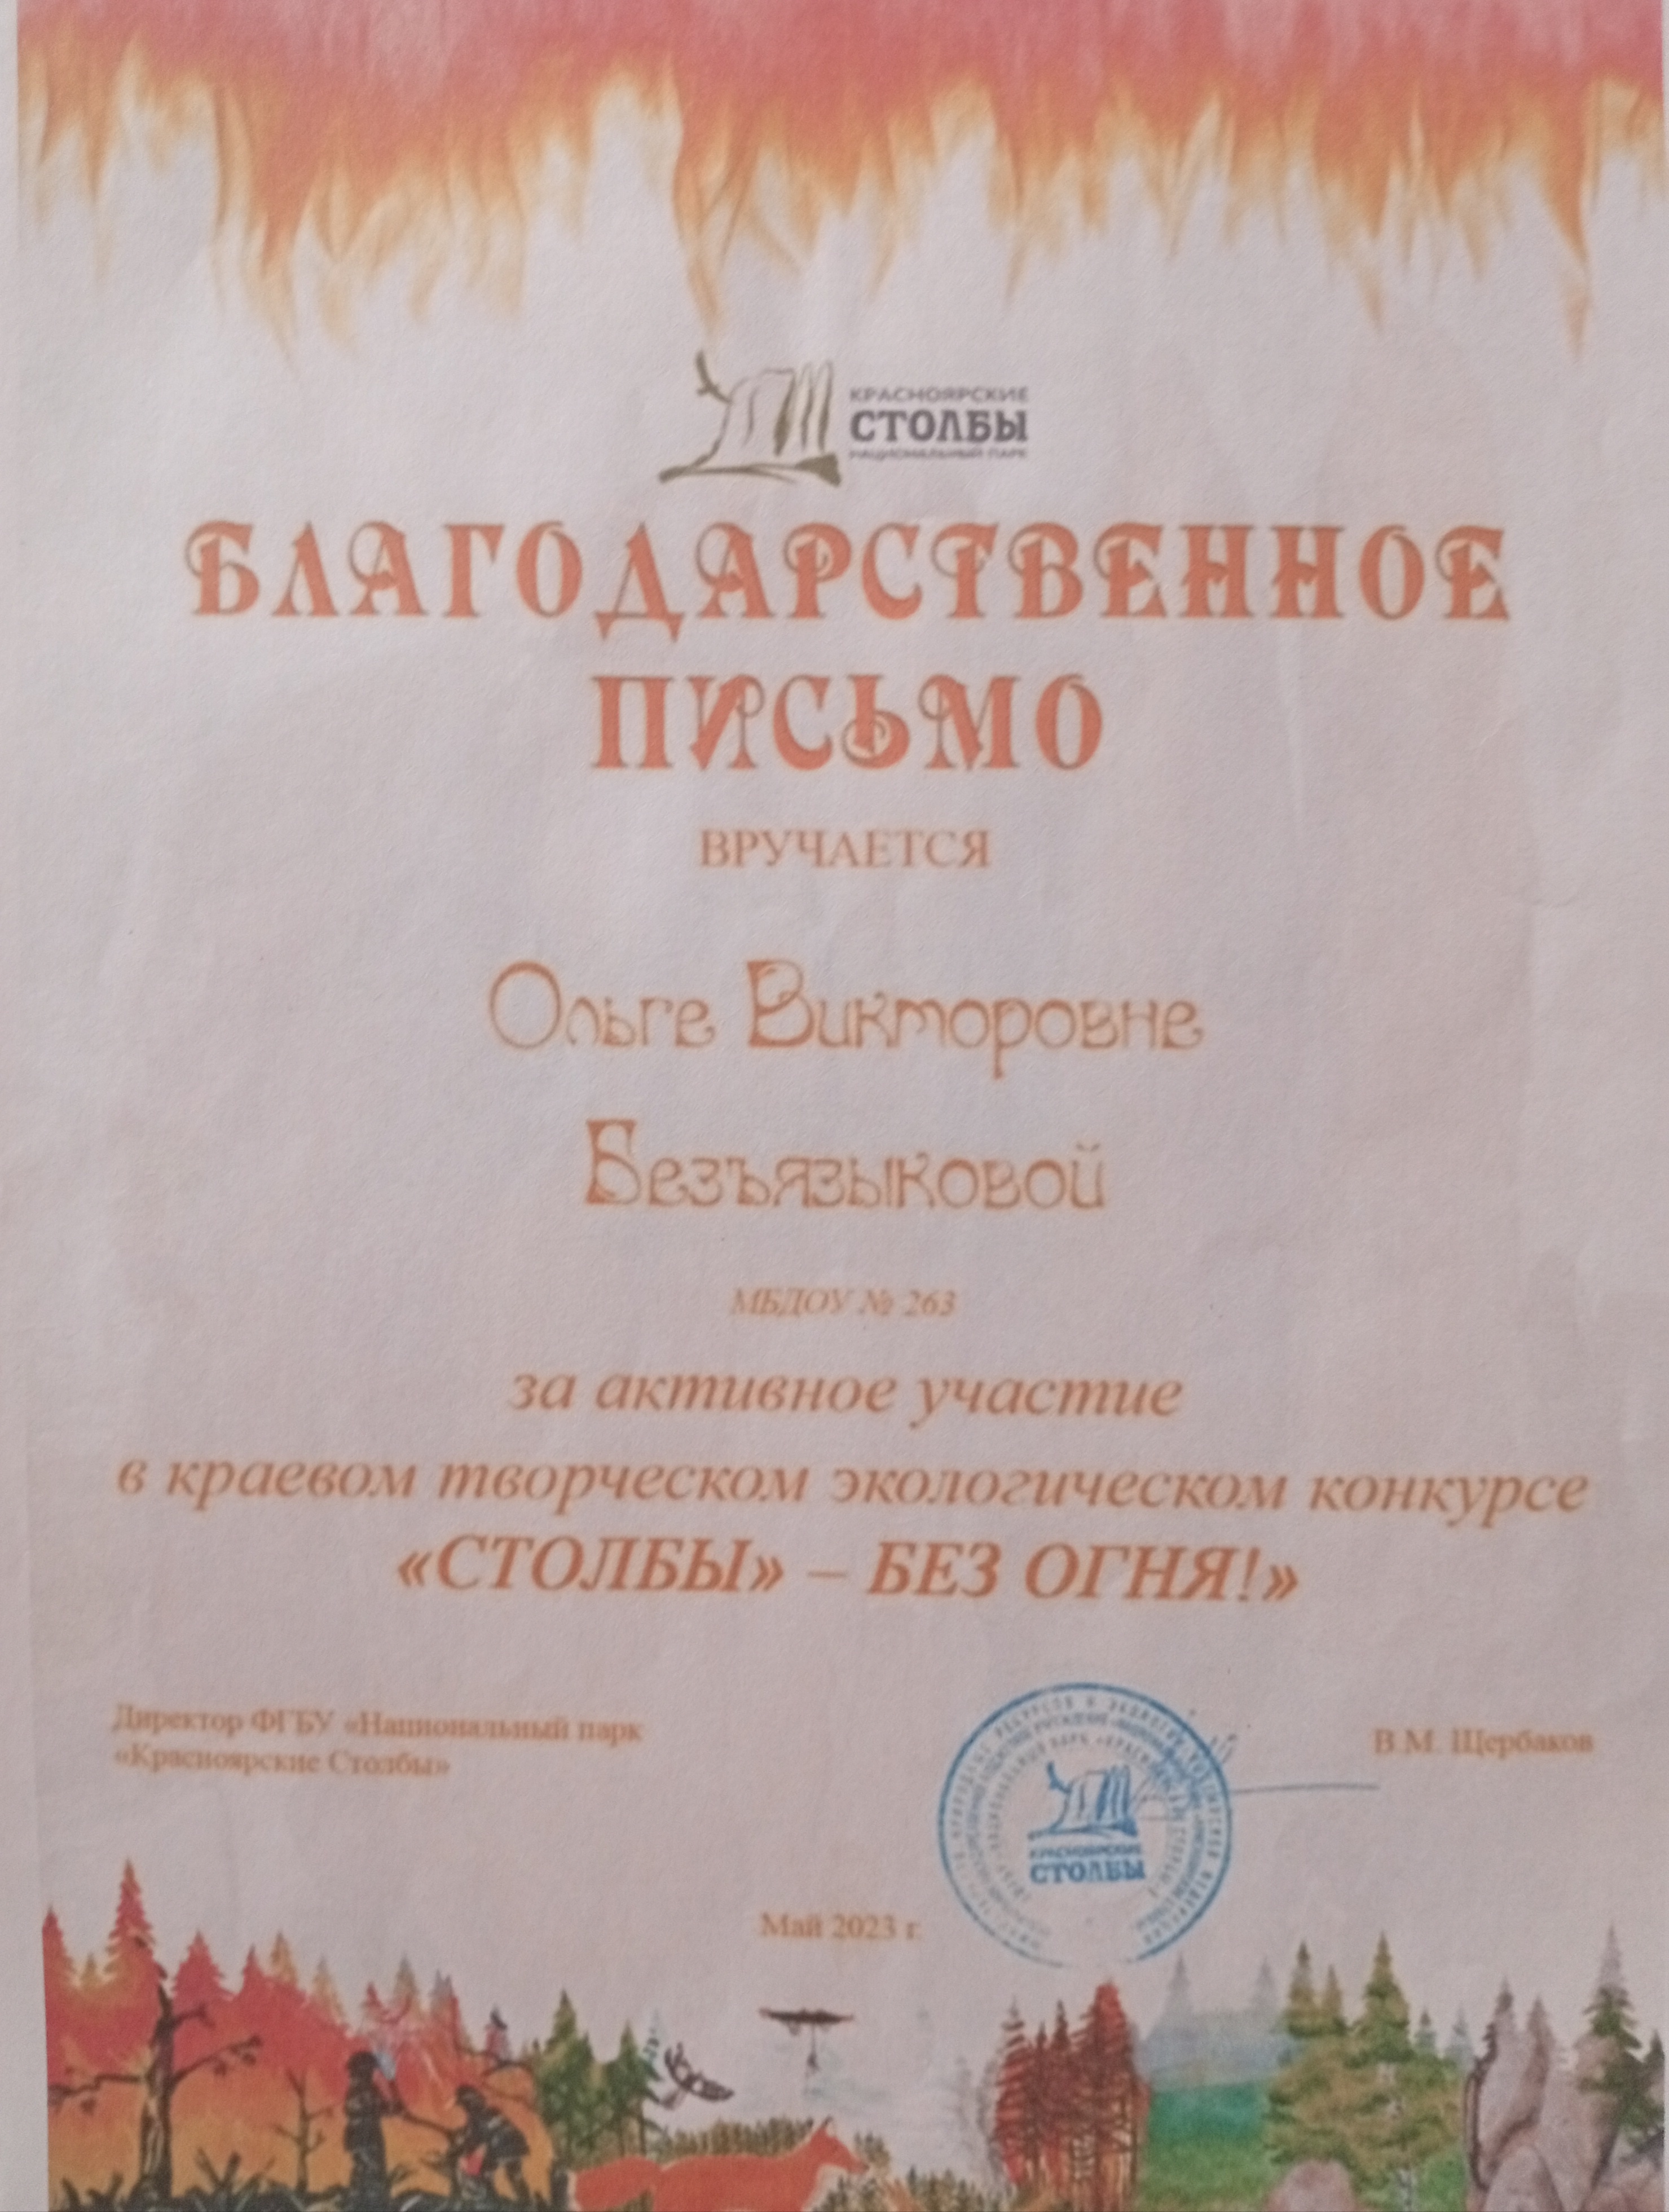 КРАСНОЯРСКИЕ
СТОЛБЫ
НАЦИОНАЛЬНЫЙ ПАРК
БЛАГОДАРСТВЕННОЕ
ПИСЬМО
ВРУЧАЕТСЯ
Ольге Викторовне
Безъязыковой
МБДОУ № 263
за активное участие
в краевом творческом экологическом конкурсе
«СТОЛБЫ» – БЕЗ ОГНЯ!»
Директор ФГБУ «Национальный парк
«Красноярские Столбы»
В.М. Щербаков
КРАСНОЯРСКИЕ
СТОЛБЫ
Май 2023 г.